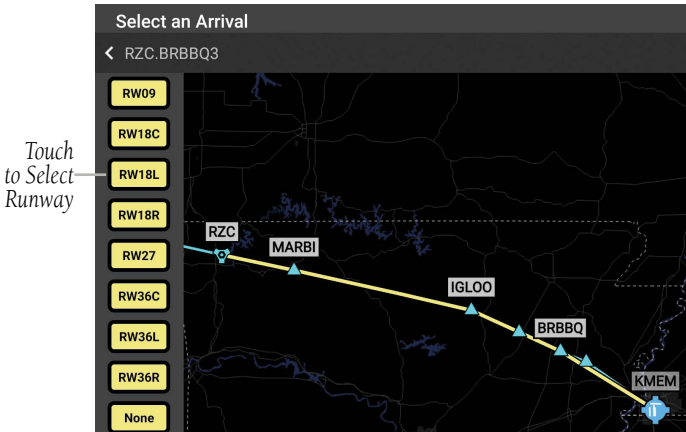 Select an Arrival
RZC.BRBBQ3
RW09
RW18C
Touch
to Select
Runway
RW18L
RW18R
RW27
RW36C
RW36L
RW36R
None
RZC
MARBI
IGLOO
BRBBQ
KMEM